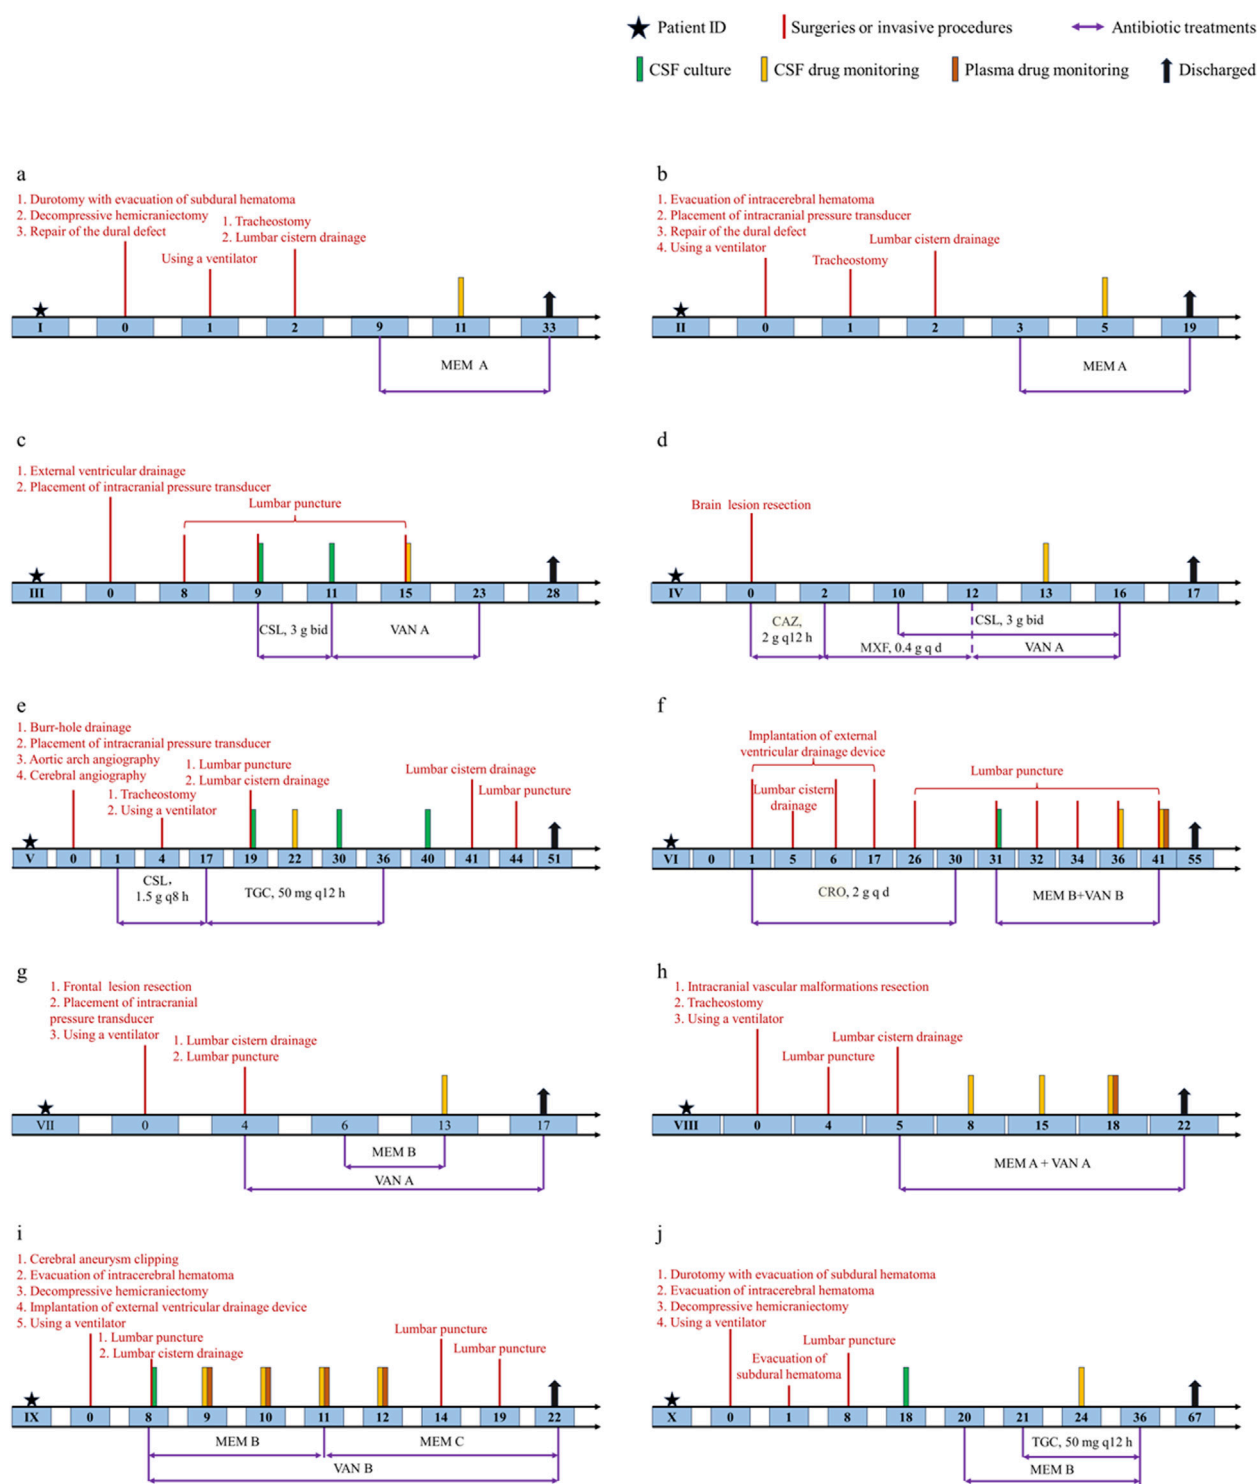 Patient ID
Surgeries or invasive procedures
Antibiotic treatments
CSF culture
CSF drug monitoring
Plasma drug monitoring
Discharged
a
1. Durotomy with evacuation of subdural hematoma
2. Decompressive hemicraniectomy
3. Repair of the dural defect
Using a ventilator
1. Tracheostomy
2. Lumbar cistern drainage
I 0 1 2 9 11 33
MEM A
b
1. Evacuation of intracerebral hematoma
2. Placement of intracranial pressure transducer
3. Repair of the dural defect
4. Using a ventilator
Tracheostomy
Lumbar cistern drainage
II 0 1 2 3 5 19
MEM A
c
1. External ventricular drainage
2. Placement of intracranial pressure transducer
Lumbar puncture
III 0 8 9 11 15 23 28
CSL, 3 g bid
VAN A
d
Brain lesion resection
IV 0 2 10 12 13 16 17
CAZ,
2 g q12 h
CSL, 3 g bid
MXF, 0.4 g q d
VAN A
e
1. Burr-hole drainage
2. Placement of intracranial pressure transducer
3. Aortic arch angiography
4. Cerebral angiography
1. Tracheostomy
2. Using a ventilator
1. Lumbar puncture
2. Lumbar cistern drainage
Lumbar cistern drainage
Lumbar puncture
V 0 1 4 17 19 22 30 36 40 41 44 51
CSL,
1.5 g q8 h
TGC, 50 mg q12 h
f
Implantation of external
ventricular drainage device
Lumbar cistern
drainage
Lumbar puncture
VI 0 1 5 6 17 26 30 31 32 34 36 41 55
CRO, 2 g q d
MEM B+VAN B
g
1. Frontal lesion resection
2. Placement of intracranial
pressure transducer
3. Using a ventilator
1. Lumbar cistern drainage
2. Lumbar puncture
VII 0 4 6 13 17
MEM B
VAN A
h
1. Intracranial vascular malformations resection
2. Tracheostomy
3. Using a ventilator
Lumbar puncture
Lumbar cistern drainage
VIII 0 4 5 8 15 18 22
MEM A + VAN A
i
1. Cerebral aneurysm clipping
2. Evacuation of intracerebral hematoma
3. Decompressive hemicraniectomy
4. Implantation of external ventricular drainage device
5. Using a ventilator
1. Lumbar puncture
2. Lumbar cistern drainage
Lumbar puncture
Lumbar puncture
IX 0 8 9 10 11 12 14 19 22
MEM B
MEM C
VAN B
j
1. Durotomy with evacuation of subdural hematoma
2. Evacuation of intracerebral hematoma
3. Decompressive hemicraniectomy
4. Using a ventilator
Evacuation of
subdural hematoma
Lumbar puncture
X 0 1 8 18 20 21 24 36 67
TGC, 50 mg q12 h
MEM B